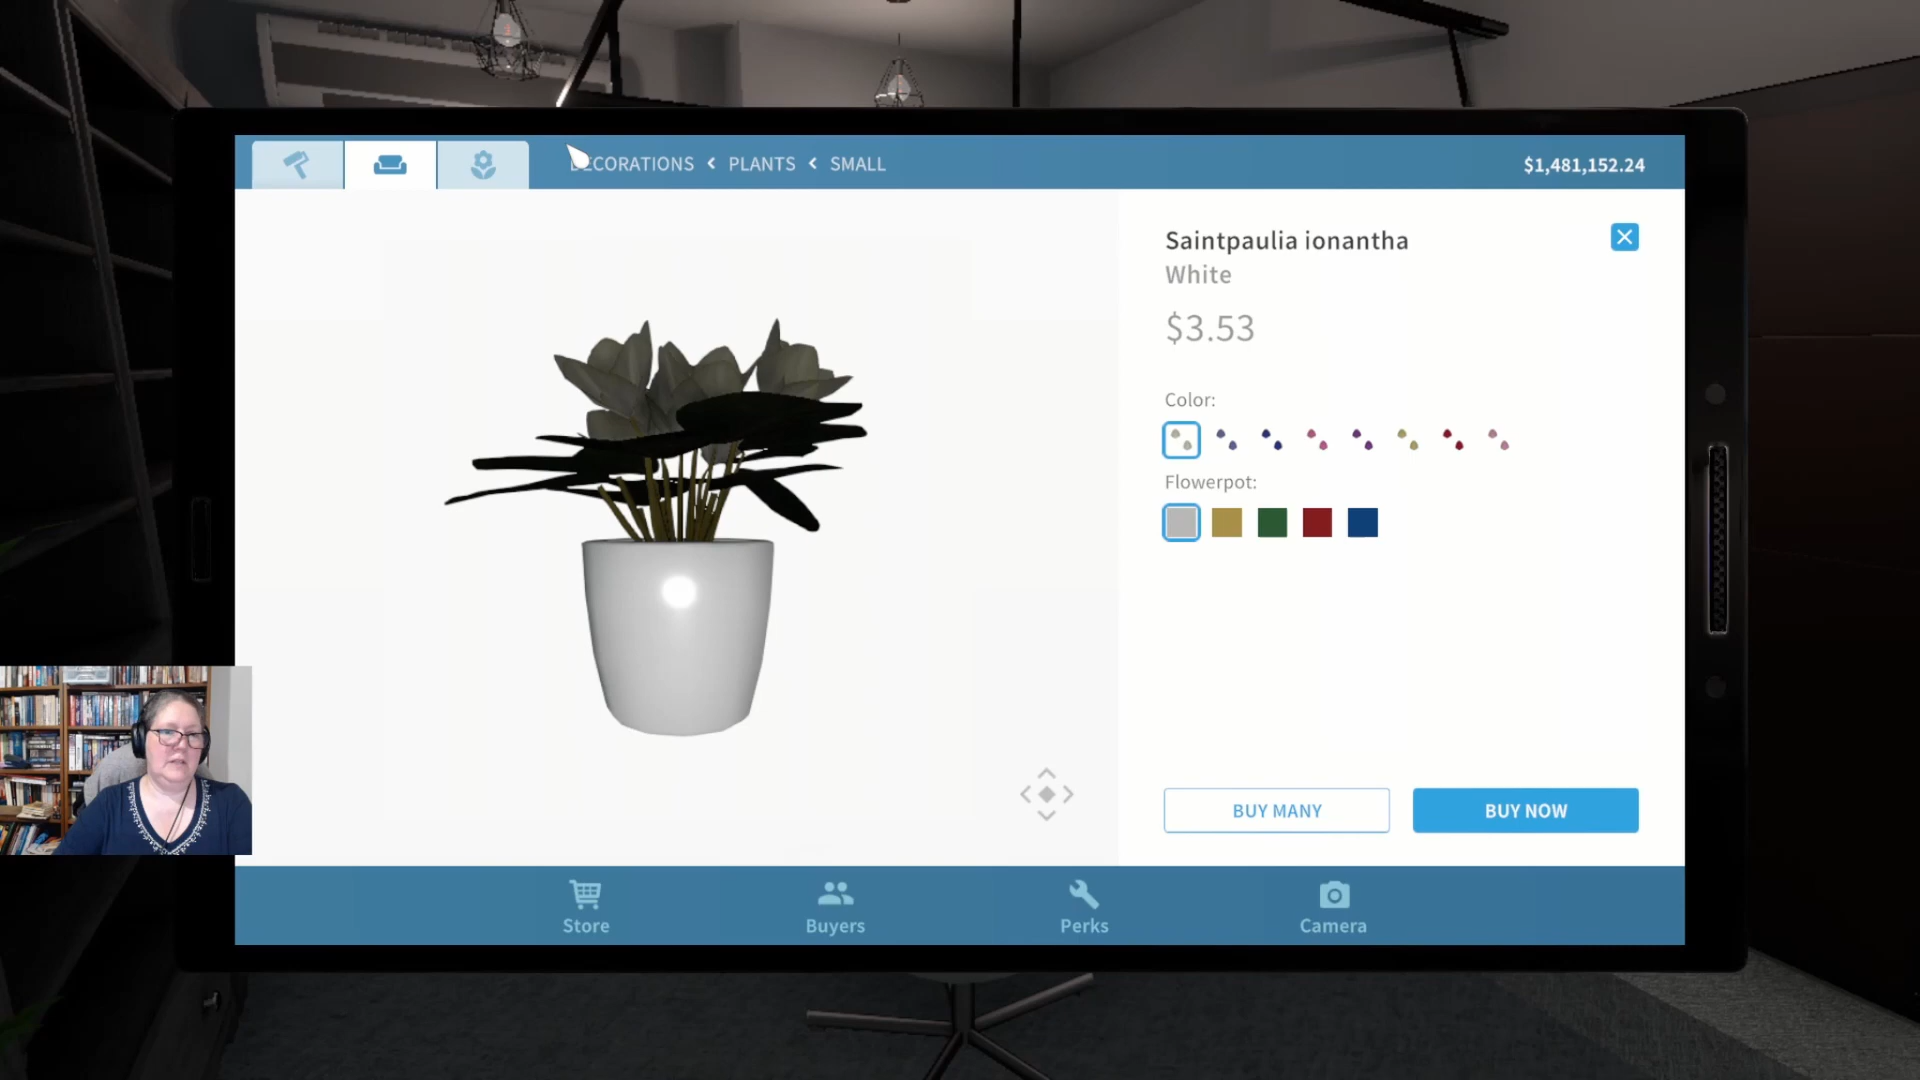 DECORATIONS < PLANTS < SMALL
$1,481,152.24
Saintpaulia ionantha
White
$3.53
Color:
Flowerpot:
BUY MANY
BUY NOW
Store
Buyers
Perks
Camera